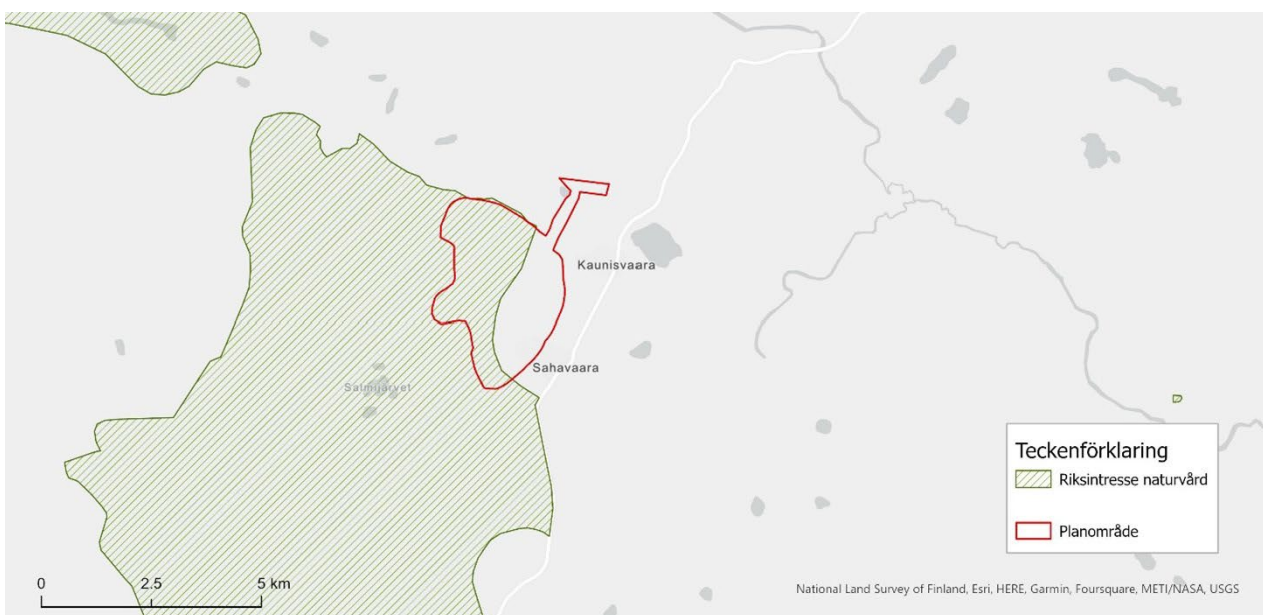 Kaunisvaara
Sahavaara
Salmijärvet
Teckenförklaring
Riksintresse naturvård
Planområde
0 2.5 5 km
National Land Survey of Finland, Esri, HERE, Garmin, Foursquare, METI/NASA, USGS